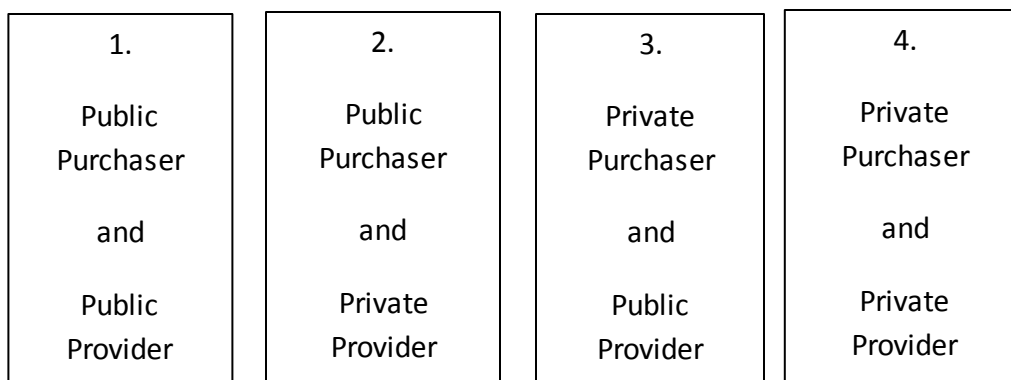 1.
Public
Purchaser
and
Public
Provider
2.
Public
Purchaser
and
Private
Provider
3.
Private
Purchaser
and
Public
Provider
4.
Private
Purchaser
and
Private
Provider